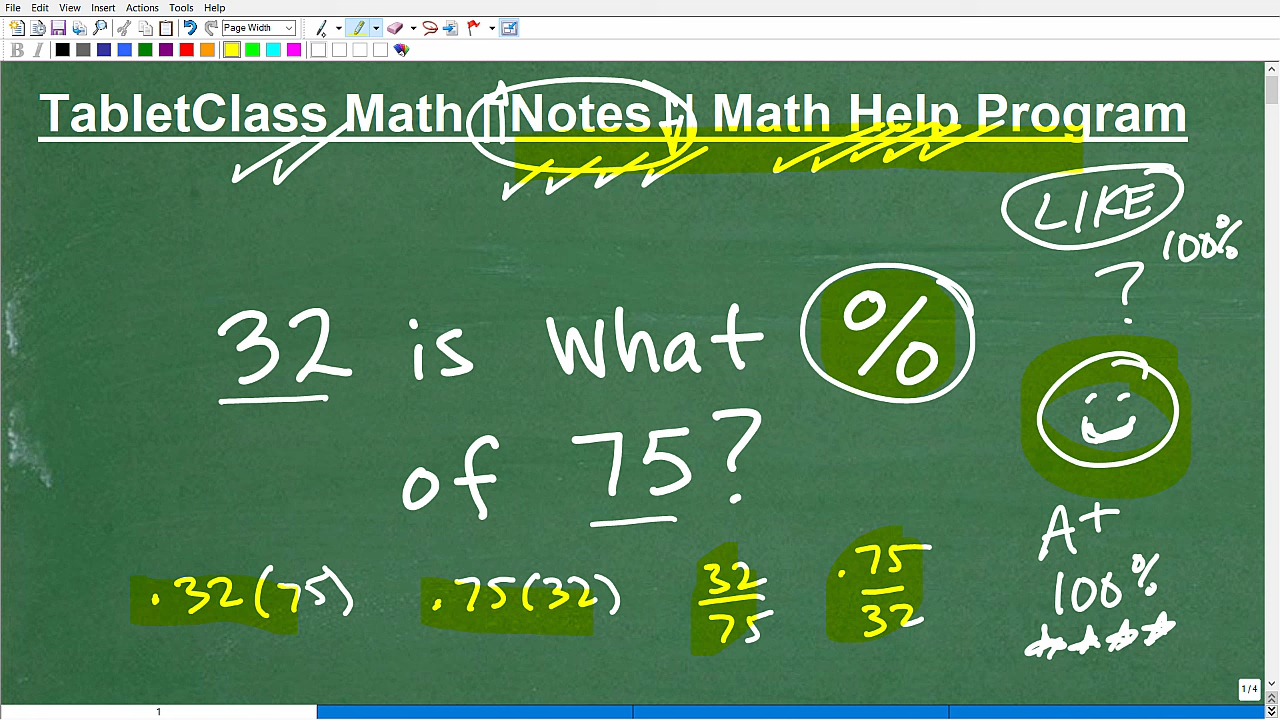 File Edit View Insert Actions Tools Help
Page Width
B I
TabletClass Math || Notes || Math Help Program
LIKE
100%
?
32 is what %
of 75?
.32(75) .75(32) 32/75 .75/32
A+
100%
1/4
1